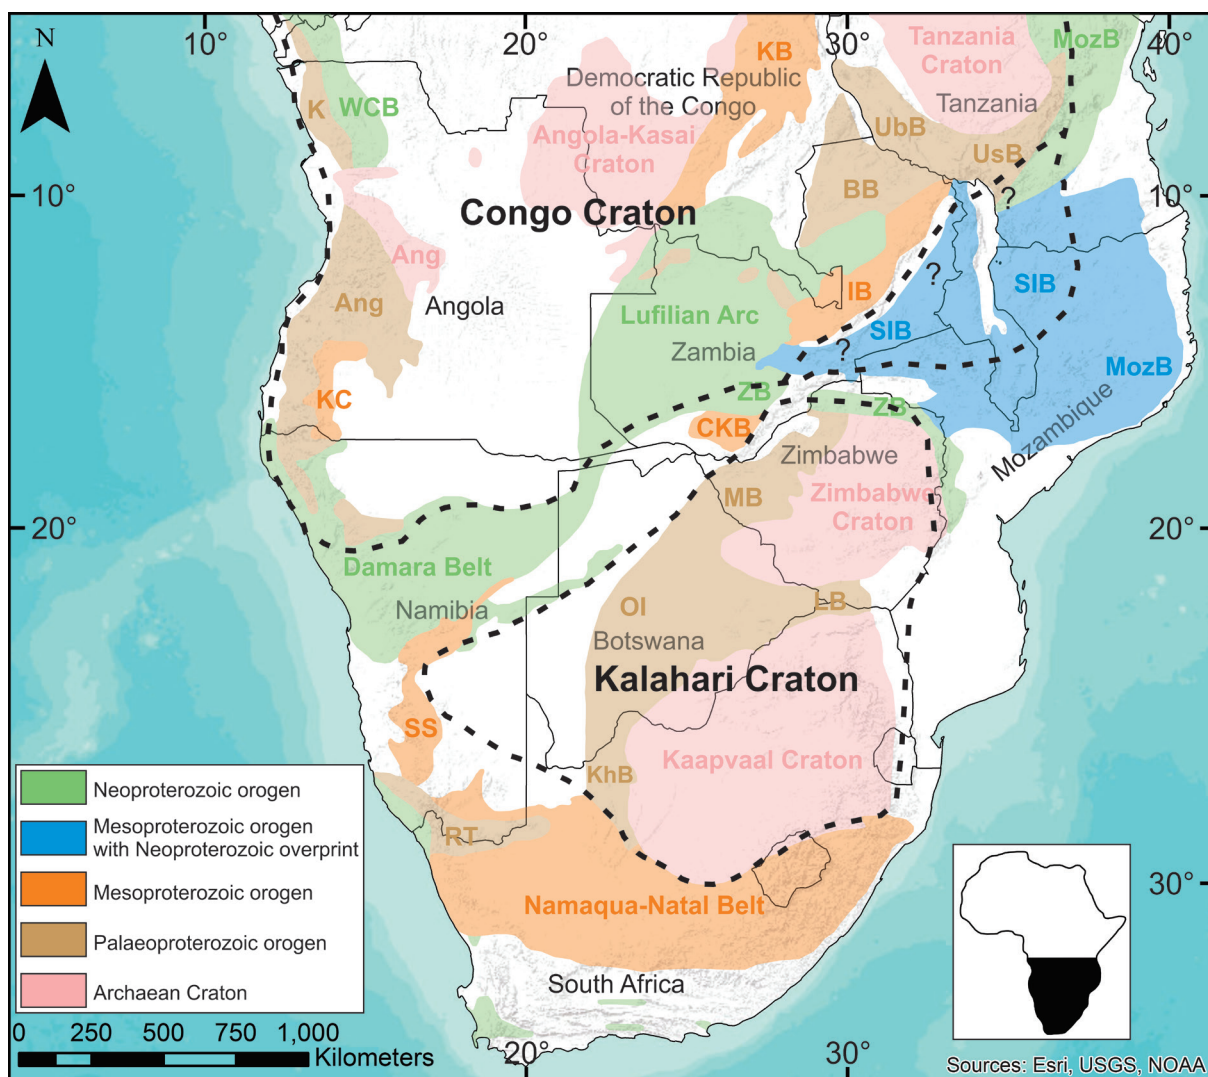 N
10°
20°
30°
40°
Tanzania
Craton
MozB
KB
Democratic Republic
of the Congo
Tanzania
K
WCB
Angola-Kasai
Craton
UbB
UsB
BB
10°
10°
Congo Craton
?
Ang
Ang
Angola
?
IB
SIB
SIB
Lufilian Arc
Zambia
?
MozB
KC
ZB
ZB
CKB
Mozambique
Zimbabwe
MB
Zimbabwe
Craton
20°
20°
Damara Belt
Namibia
OI
LB
Botswana
Kalahari Craton
SS
Kaapvaal Craton
KhB
RT
30°
Namaqua-Natal Belt
South Africa
Neoproterozoic orogen
Mesoproterozoic orogen
with Neoproterozoic overprint
Mesoproterozoic orogen
Palaeoproterozoic orogen
Archaean Craton
0 250 500 750 1,000
Kilometers
20°
30°
Sources: Esri, USGS, NOAA